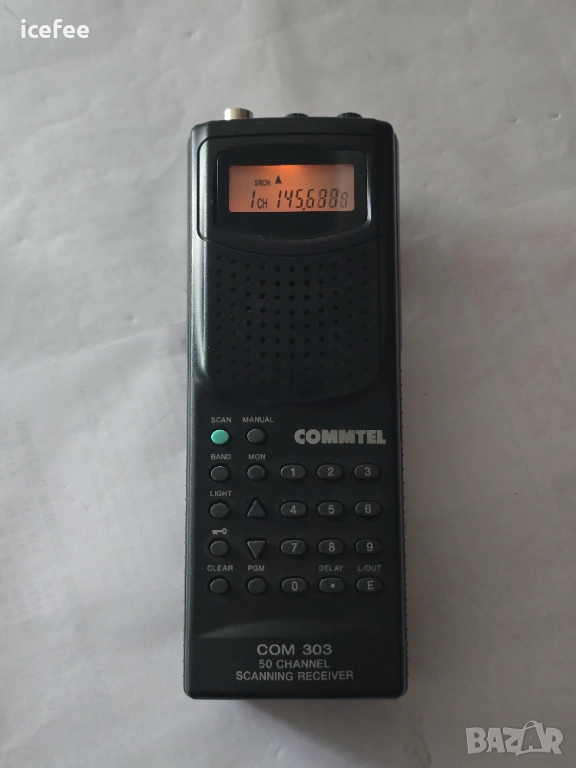 icefee
SRCH ▲
1CH 145.6880
SCAN MANUAL
COMMTEL
BAND MON 1 2 3
LIGHT
4 5 6
7 8 9
CLEAR PGM DELAY L/OUT
0 • E
COM 303
50 CHANNEL
SCANNING RECEIVER
BAZAR